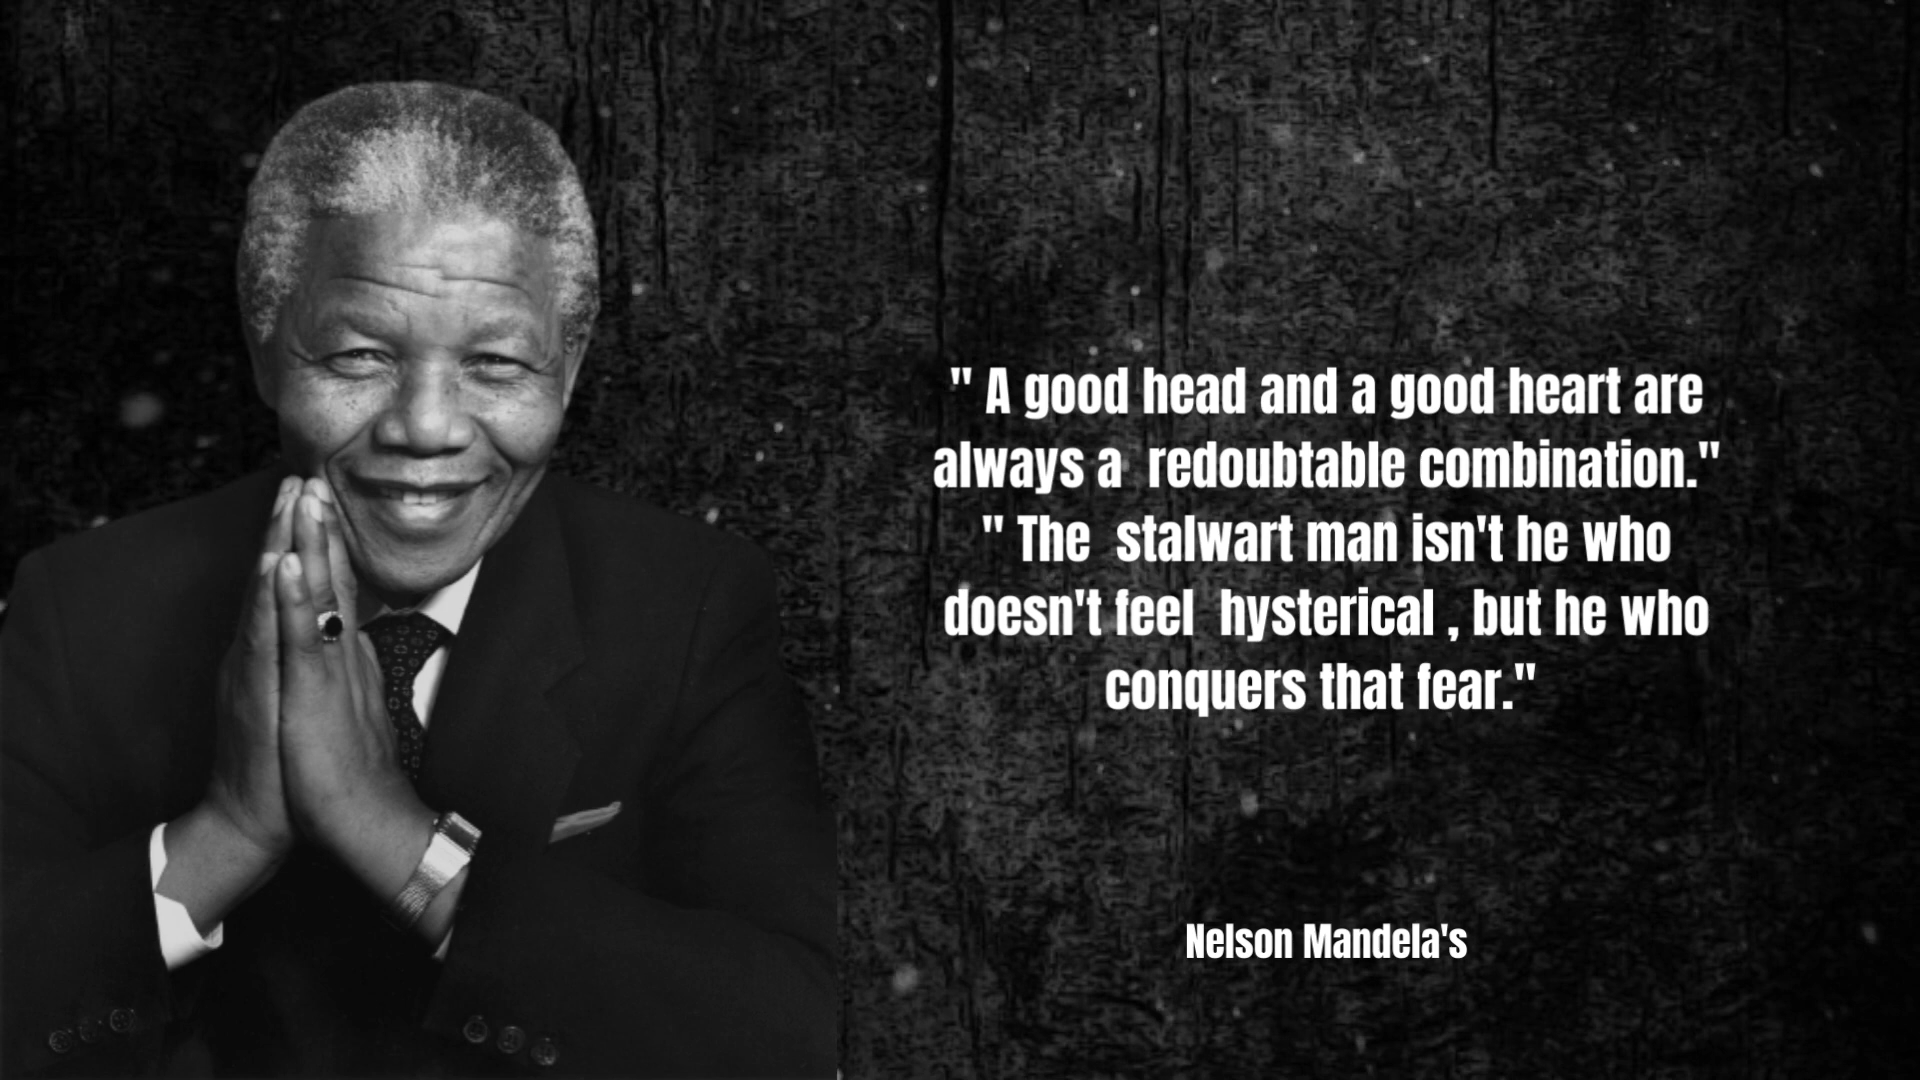 " A good head and a good heart are
always a  redoubtable combination."
" The  stalwart man isn't he who
doesn't feel  hysterical , but he who
conquers that fear."
Nelson Mandela's